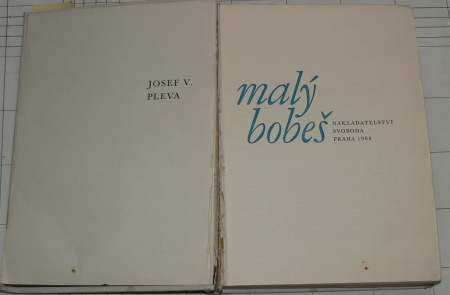 JOSEF V.
PLEVA
malý
bobeš
NAKLADATELSTVÍ
SVOBODA
PRAHA 1968